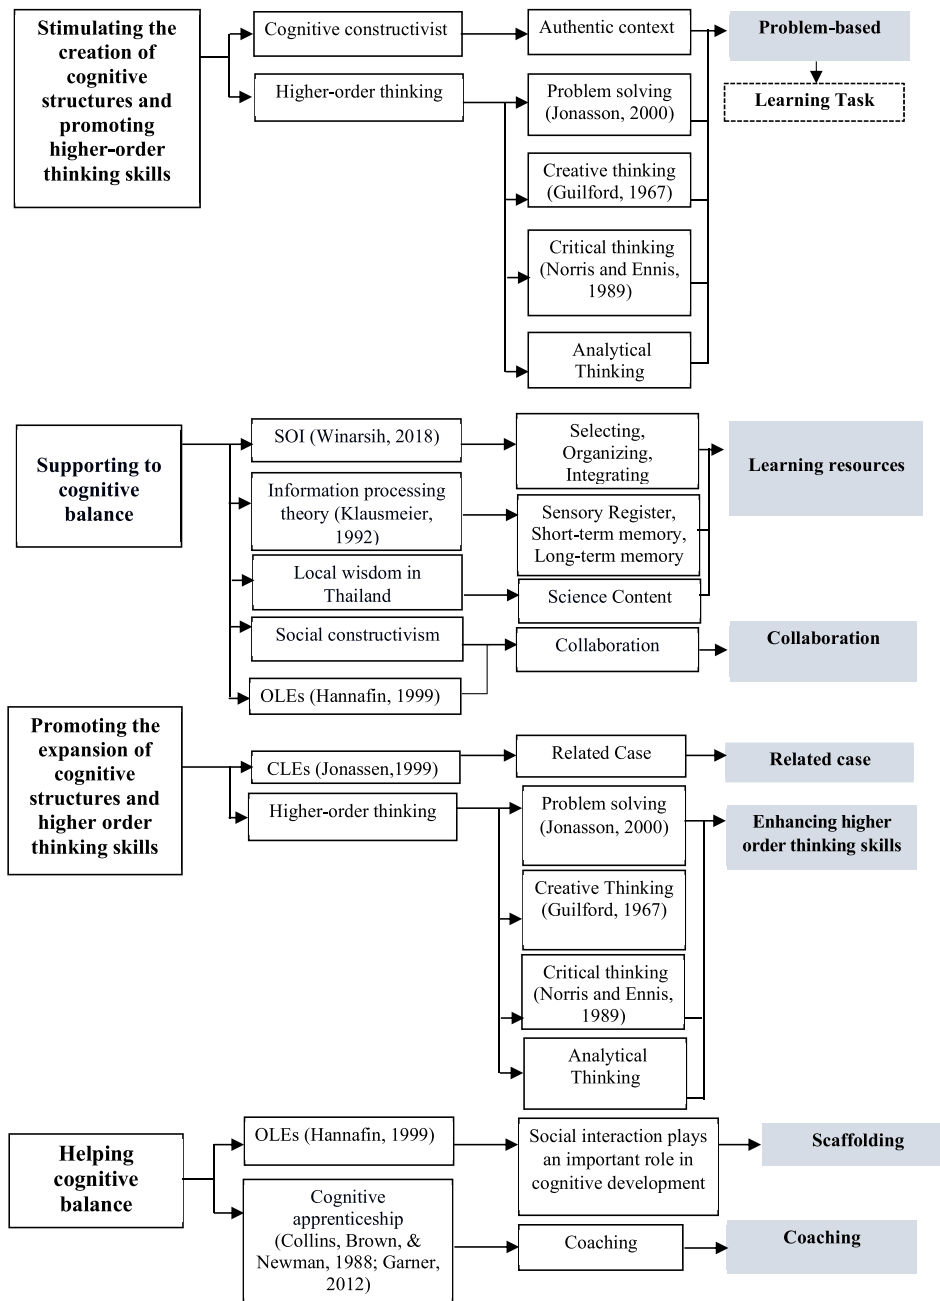 Stimulating the
creation of
cognitive
structures and
promoting
higher-order
thinking skills
Cognitive constructivist
Higher-order thinking
Authentic context
Problem solving
(Jonasson, 2000)
Creative thinking
(Guilford, 1967)
Critical thinking
(Norris and Ennis,
1989)
Analytical
Thinking
Problem-based
Learning Task
Supporting to
cognitive
balance
SOI (Winarsih, 2018)
Information processing
theory (Klausmeier,
1992)
Local wisdom in
Thailand
Social constructivism
OLEs (Hannafin, 1999)
Selecting,
Organizing,
Integrating
Sensory Register,
Short-term memory,
Long-term memory
Science Content
Collaboration
Learning resources
Collaboration
Promoting the
expansion of
cognitive
structures and
higher order
thinking skills
CLEs (Jonassen,1999)
Higher-order thinking
Related Case
Problem solving
(Jonasson, 2000)
Creative Thinking
(Guilford, 1967)
Critical thinking
(Norris and Ennis,
1989)
Analytical
Thinking
Related case
Enhancing higher
order thinking skills
Helping
cognitive
balance
OLEs (Hannafin, 1999)
Cognitive
apprenticeship
(Collins, Brown, &
Newman, 1988; Garner,
2012)
Social interaction plays
an important role in
cognitive development
Coaching
Scaffolding
Coaching